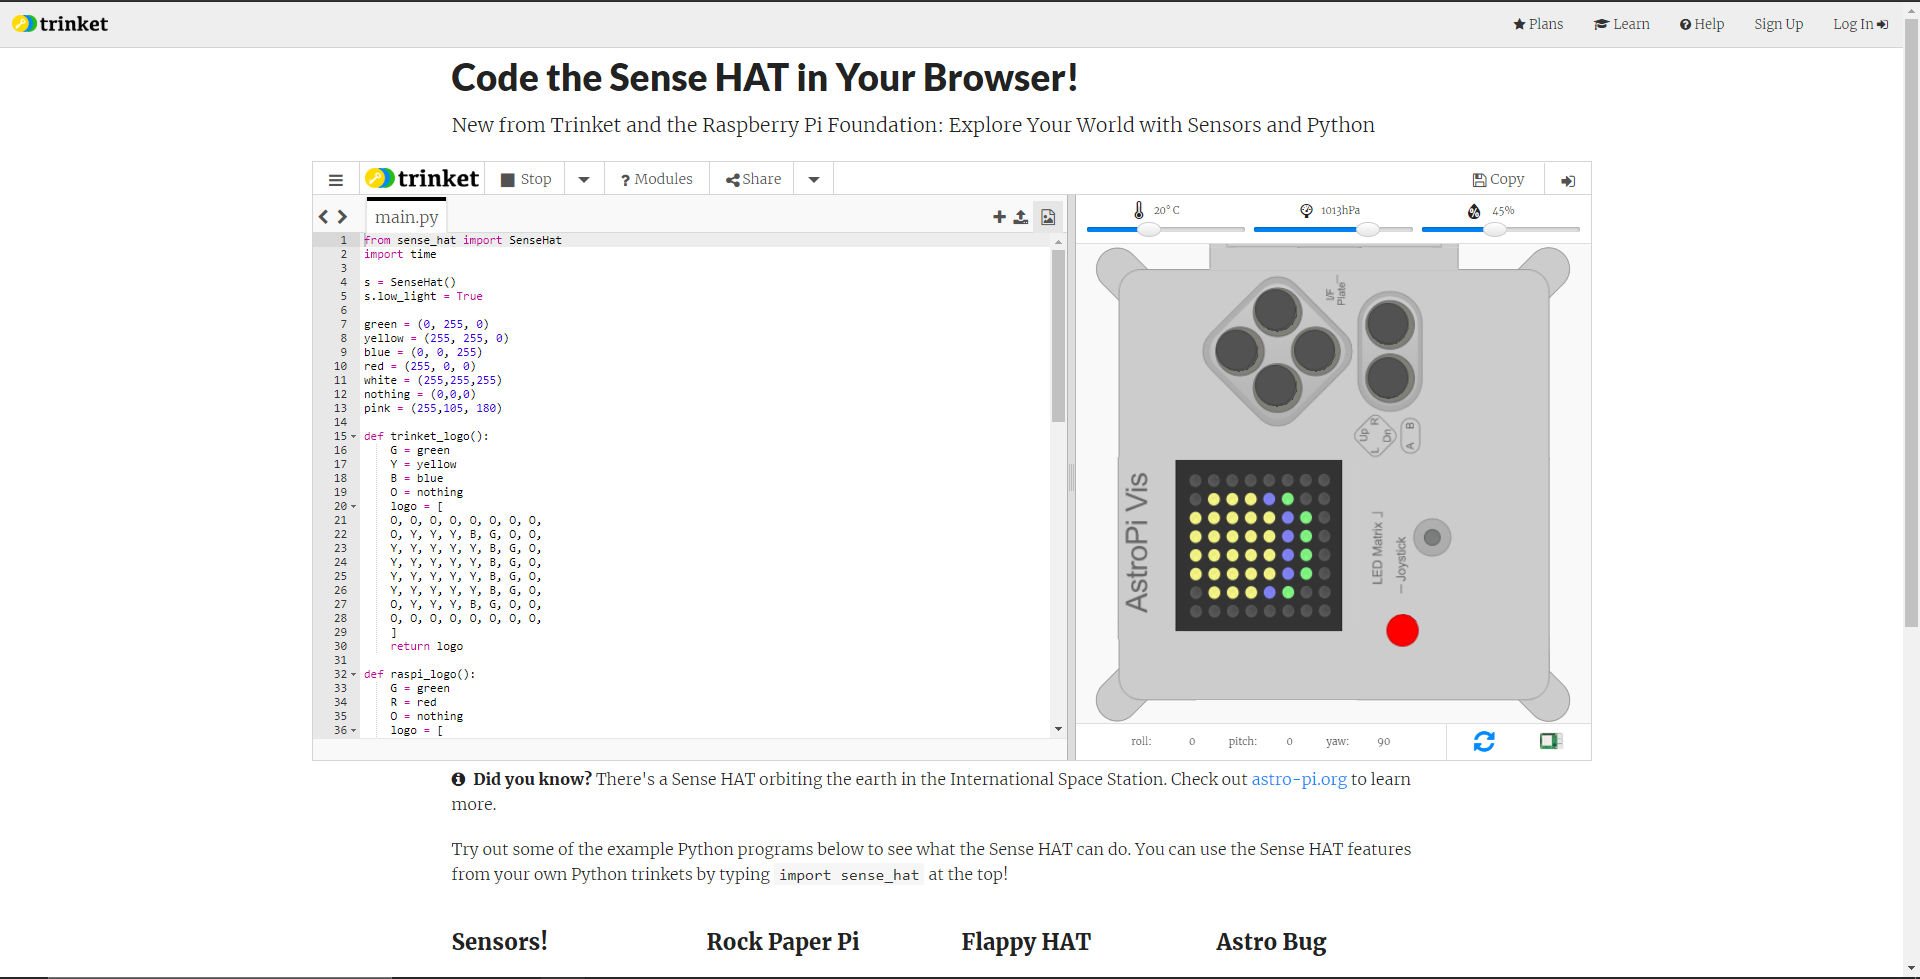 trinket
Plans Learn Help Sign Up Log In
Code the Sense HAT in Your Browser!
New from Trinket and the Raspberry Pi Foundation: Explore Your World with Sensors and Python
trinket Stop ? Modules Share Copy
main.py
20° C 1013hPa 45%
1 from sense_hat import SenseHat
2 import time
3
4 s = SenseHat()
5 s.low_light = True
6
7 green = (0, 255, 0)
8 yellow = (255, 255, 0)
9 blue = (0, 0, 255)
10 red = (255, 0, 0)
11 white = (255,255,255)
12 nothing = (0,0,0)
13 pink = (255,105, 180)
14
15 def trinket_logo():
16 G = green
17 Y = yellow
18 B = blue
19 O = nothing
20 logo = [
21 O, O, O, O, O, O, O, O,
22 O, Y, Y, Y, B, G, O, O,
23 Y, Y, Y, Y, Y, B, G, O,
24 Y, Y, Y, Y, Y, B, G, O,
25 Y, Y, Y, Y, Y, B, G, O,
26 Y, Y, Y, Y, Y, B, G, O,
27 O, Y, Y, Y, B, G, O, O,
28 O, O, O, O, O, O, O, O,
29 ]
30 return logo
31
32 def raspi_logo():
33 G = green
34 R = red
35 O = nothing
36 logo = [
I/F
Plate
Up R
L Dn
A B
AstroPi Vis
LED Matrix
Joystick
roll: 0 pitch: 0 yaw: 90
Did you know? There's a Sense HAT orbiting the earth in the International Space Station. Check out astro-pi.org to learn
more.
Try out some of the example Python programs below to see what the Sense HAT can do. You can use the Sense HAT features
from your own Python trinkets by typing import sense_hat at the top!
Sensors! Rock Paper Pi Flappy HAT Astro Bug